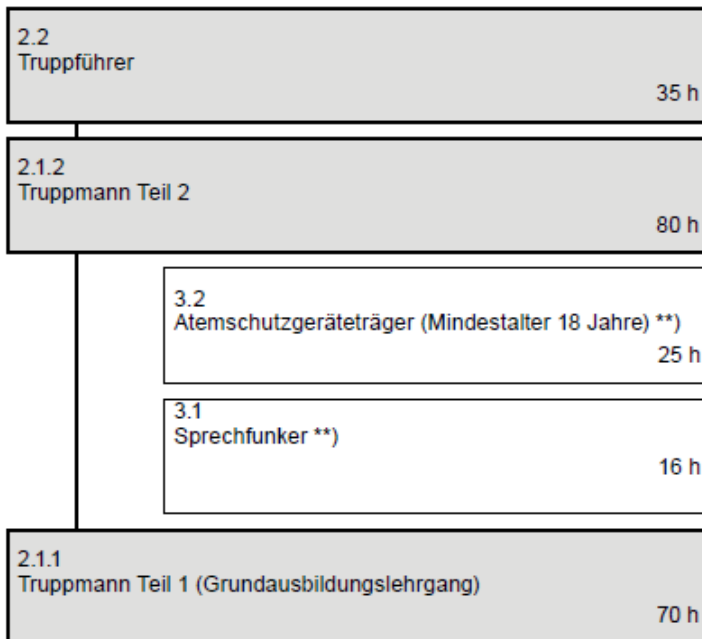 2.2
Truppführer
35 h
2.1.2
Truppmann Teil 2
80 h
3.2
Atemschutzgeräteträger (Mindestalter 18 Jahre) **)
25 h
3.1
Sprechfunker **)
16 h
2.1.1
Truppmann Teil 1 (Grundausbildungslehrgang)
70 h